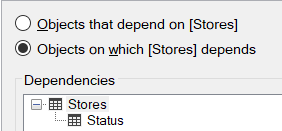 Objects that depend on [Stores]
Objects on which [Stores] depends
Dependencies
Stores
Status